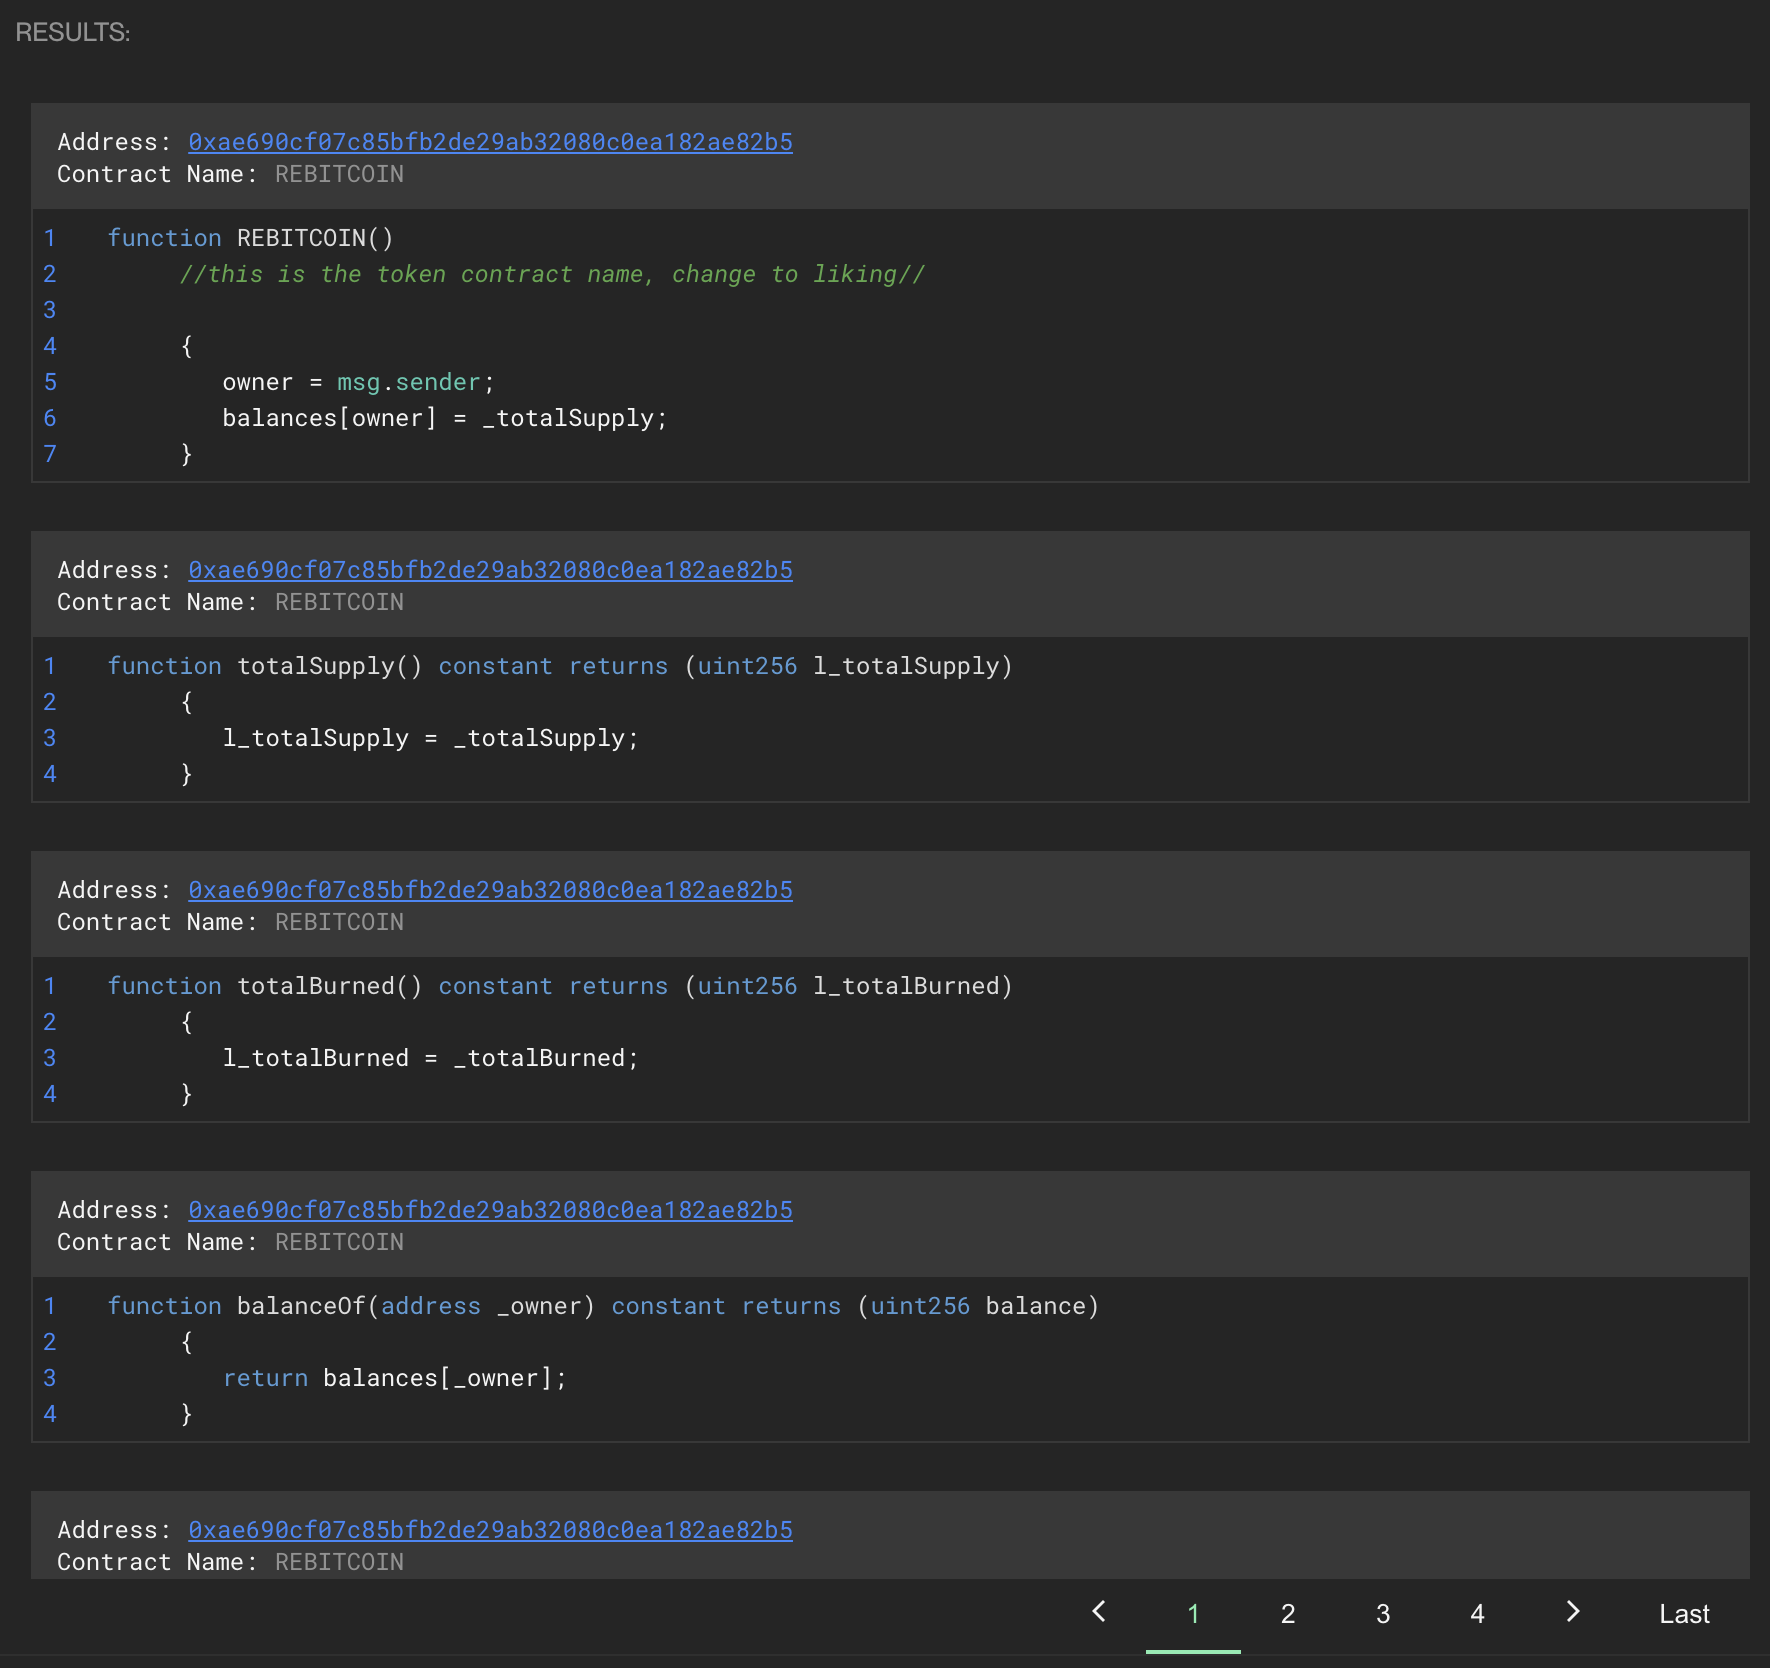 RESULTS:
Address: 0xae690cf07c85bfb2de29ab32080c0ea182ae82b5
Contract Name: REBITCOIN
1 function REBITCOIN()
2 //this is the token contract name, change to liking//
3
4 {
5 owner = msg.sender;
6 balances[owner] = _totalSupply;
7 }
Address: 0xae690cf07c85bfb2de29ab32080c0ea182ae82b5
Contract Name: REBITCOIN
1 function totalSupply() constant returns (uint256 l_totalSupply)
2 {
3 l_totalSupply = _totalSupply;
4 }
Address: 0xae690cf07c85bfb2de29ab32080c0ea182ae82b5
Contract Name: REBITCOIN
1 function totalBurned() constant returns (uint256 l_totalBurned)
2 {
3 l_totalBurned = _totalBurned;
4 }
Address: 0xae690cf07c85bfb2de29ab32080c0ea182ae82b5
Contract Name: REBITCOIN
1 function balanceOf(address _owner) constant returns (uint256 balance)
2 {
3 return balances[_owner];
4 }
Address: 0xae690cf07c85bfb2de29ab32080c0ea182ae82b5
Contract Name: REBITCOIN
< 1 2 3 4 > Last